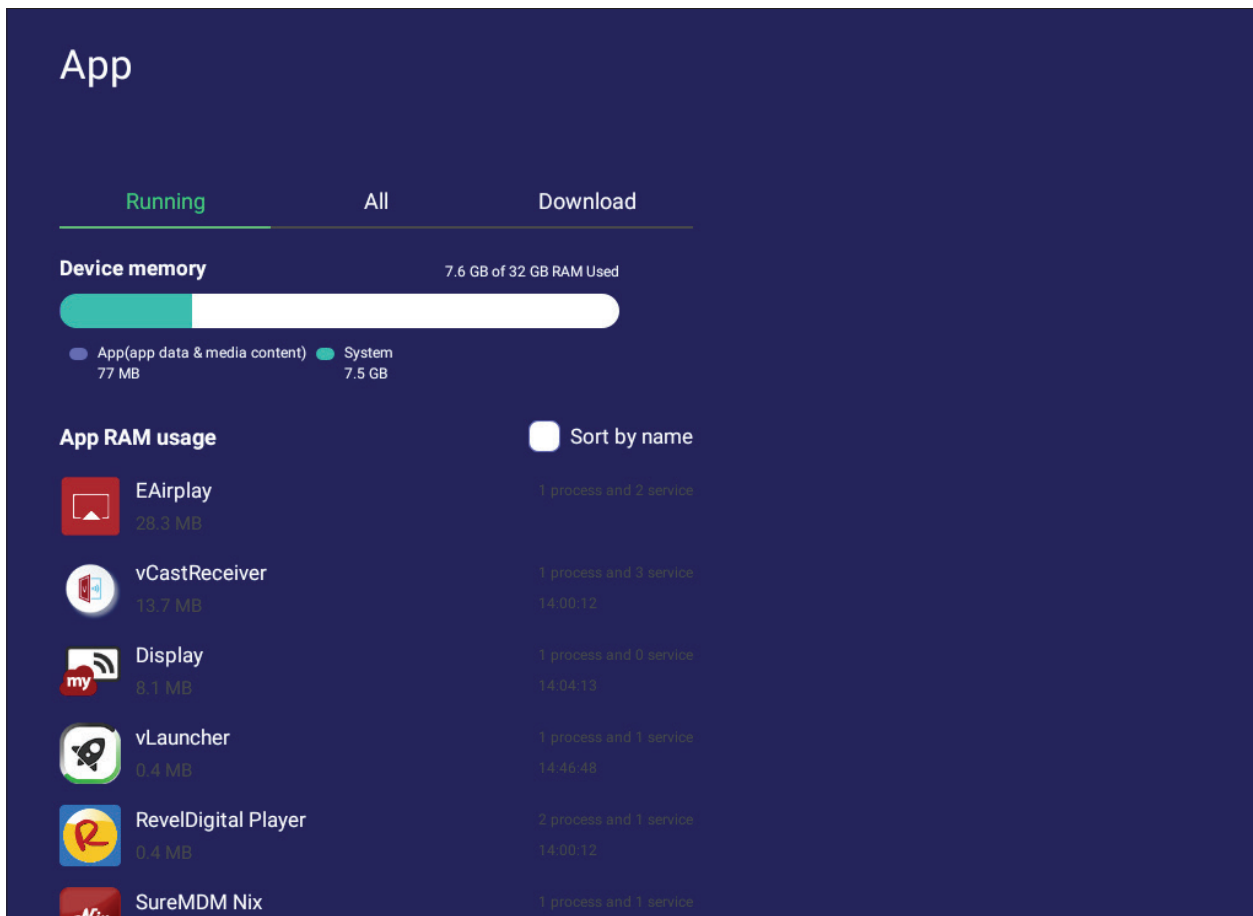 App
Running All Download
Device memory 7.6 GB of 32 GB RAM Used
App(app data & media content) System
77 MB 7.5 GB
App RAM usage Sort by name
EAirplay 1 process and 2 service
28.3 MB
vCastReceiver 1 process and 3 service
13.7 MB 14:00:12
my
Display 1 process and 0 service
8.1 MB 14:04:13
vLauncher 1 process and 1 service
0.4 MB 14:46:48
R
RevelDigital Player 2 process and 1 service
0.4 MB 14:00:12
Nix
SureMDM Nix 1 process and 1 service